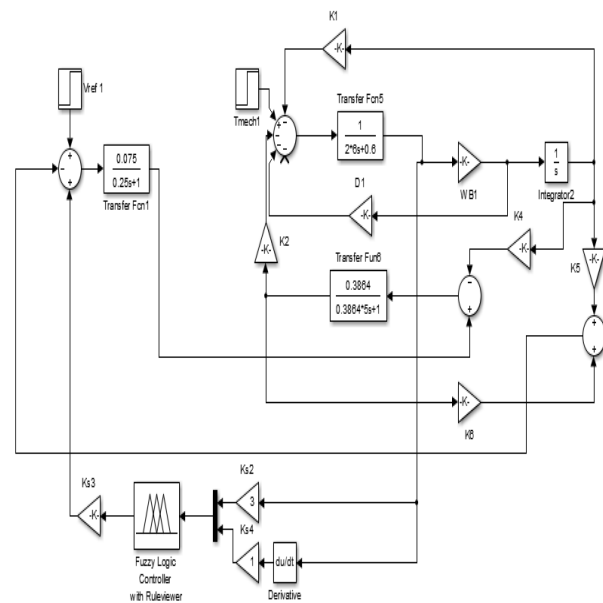 K1
-K-
Vref 1
Tmech1
Transfer Fcn5
1
2*6s+0.6
0.075
0.25s+1
Transfer Fcn1
-K-
WB1
1
s
Integrator2
D1
-K-
K4
-K-
K2
-K-
Transfer Fun6
0.3864
0.3864*5s+1
-K-
K5
-K-
K6
Ks3
-K-
Ks2
3
Ks4
1
du/dt
Derivative
Fuzzy Logic
Controller
with Ruleviewer